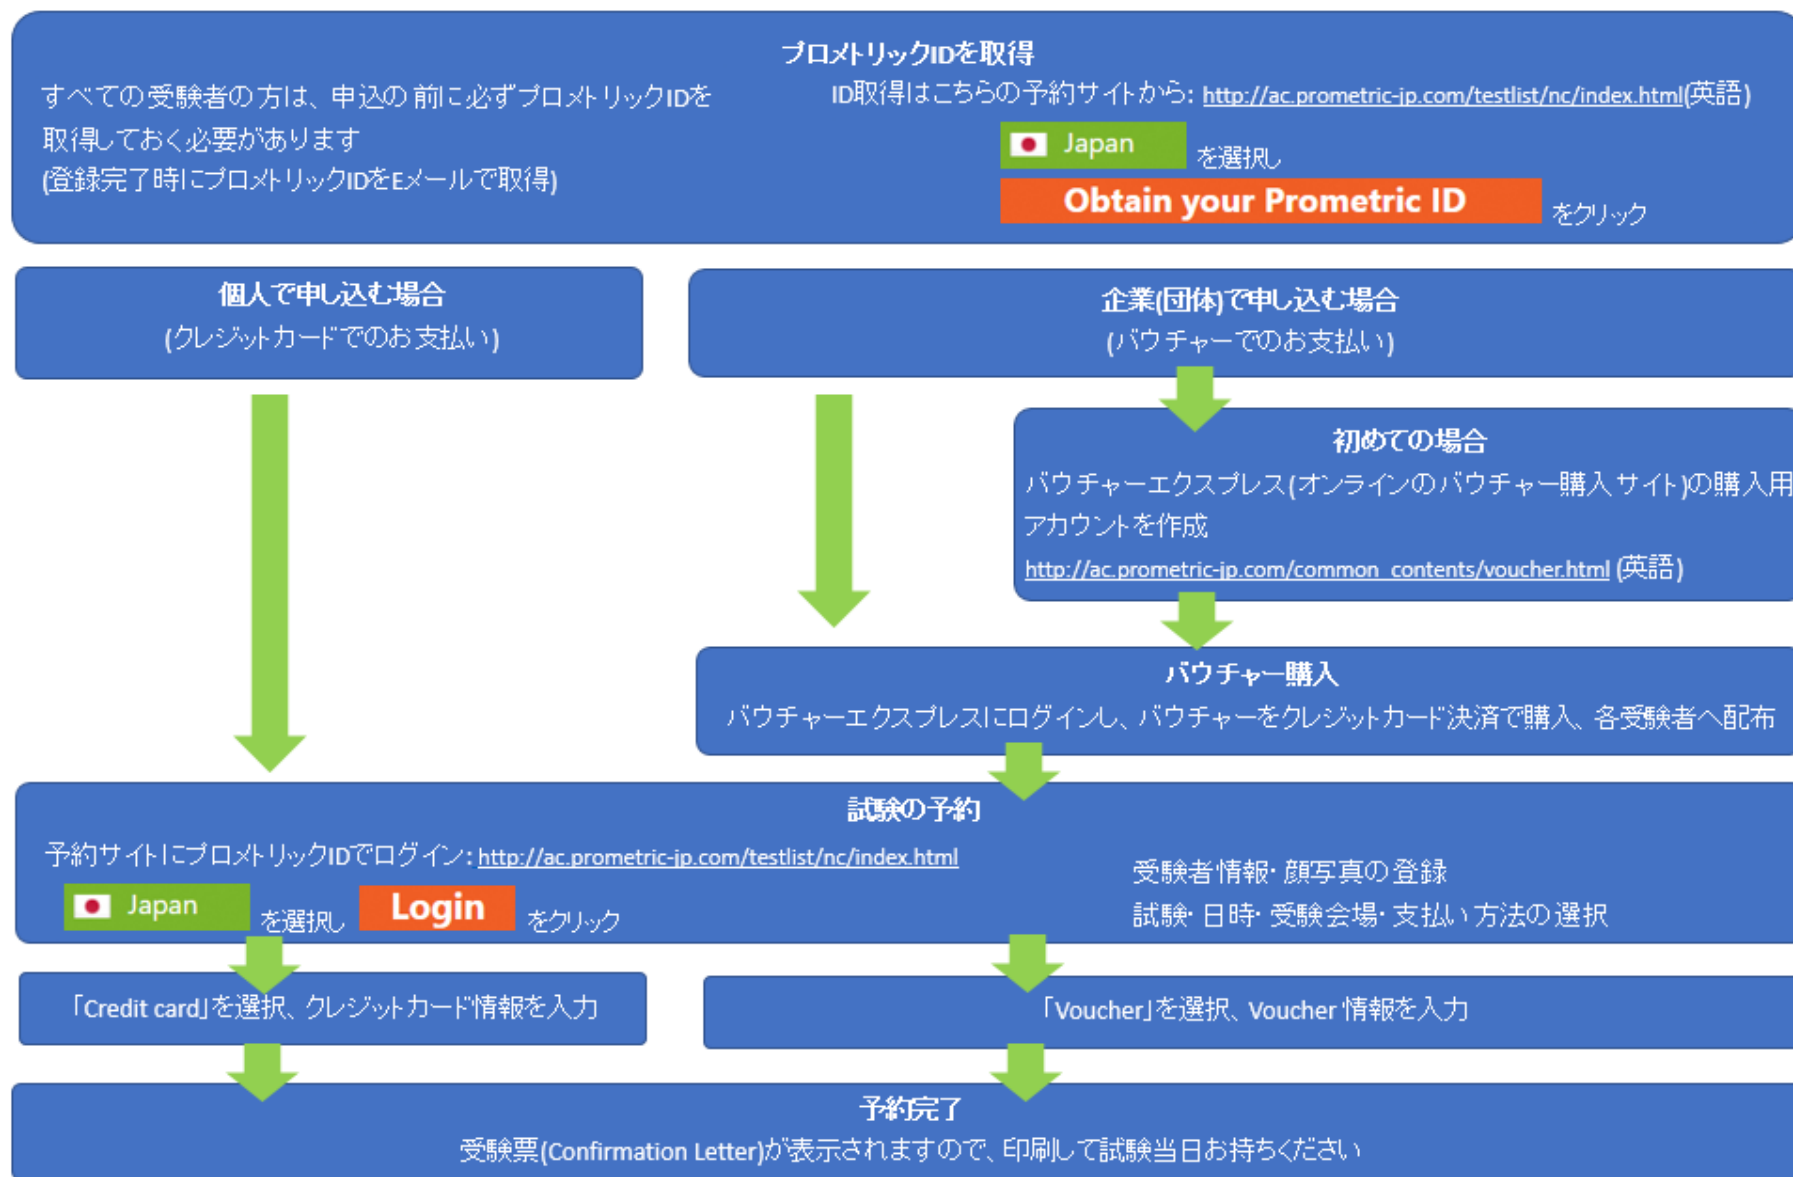 プロメトリックIDを取得
すべての受験者の方は、申込の前に必ずプロメトリックIDを
取得しておく必要があります
(登録完了時にプロメトリックIDをEメールで取得)
ID取得はこちらの予約サイトから: http://ac.prometric-jp.com/testlist/nc/index.html(英語)
Japan を選択し
Obtain your Prometric ID をクリック
個人で申し込む場合
(クレジットカードでのお支払い)
企業(団体)で申し込む場合
(バウチャーでのお支払い)
初めての場合
バウチャーエクスプレス(オンラインのバウチャー購入サイト)の購入用
アカウントを作成
http://ac.prometric-jp.com/common_contents/voucher.html (英語)
バウチャー購入
バウチャーエクスプレスにログインし、バウチャーをクレジットカード決済で購入、各受験者へ配布
試験の予約
予約サイトにプロメトリックIDでログイン: http://ac.prometric-jp.com/testlist/nc/index.html
Japan を選択し Login をクリック
受験者情報・顔写真の登録
試験・日時・受験会場・支払い方法の選択
「Credit card」を選択、クレジットカード情報を入力
「Voucher」を選択、Voucher 情報を入力
予約完了
受験票(Confirmation Letter)が表示されますので、印刷して試験当日お持ちください